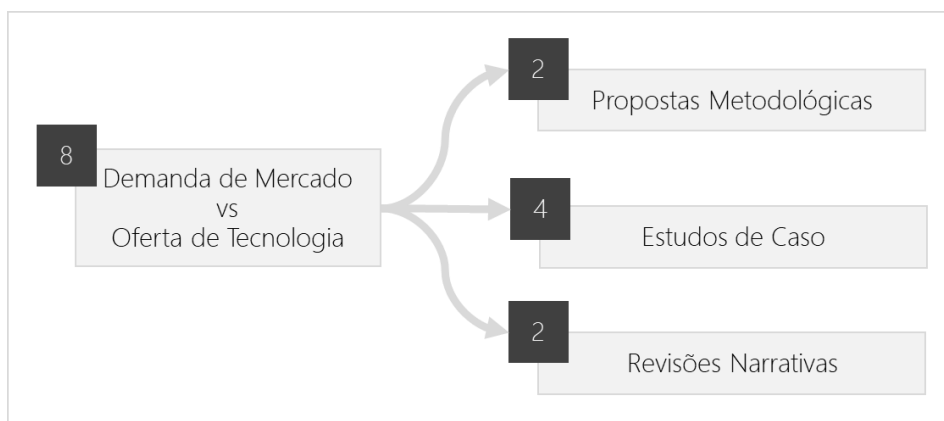 8
Demanda de Mercado
vs
Oferta de Tecnologia
2
Propostas Metodológicas
4
Estudos de Caso
2
Revisões Narrativas